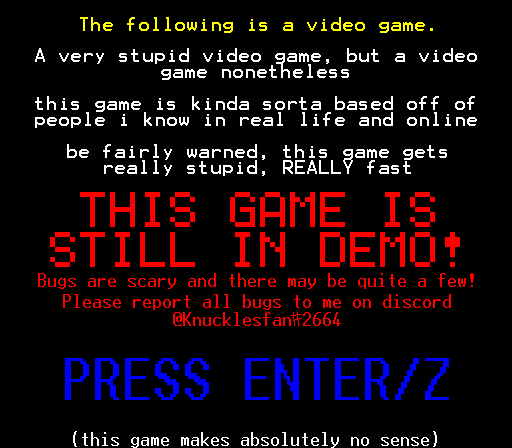 The following is a video game.
A very stupid video game, but a video
game nonetheless
this game is kinda sorta based off of
people i know in real life and online
be fairly warned, this game gets
really stupid, REALLY fast
THIS GAME IS
STILL IN DEMO!
Bugs are scary and there may be quite a few!
Please report all bugs to me on discord
@Knucklesfan#2664
PRESS ENTER/Z
(this game makes absolutely no sense)